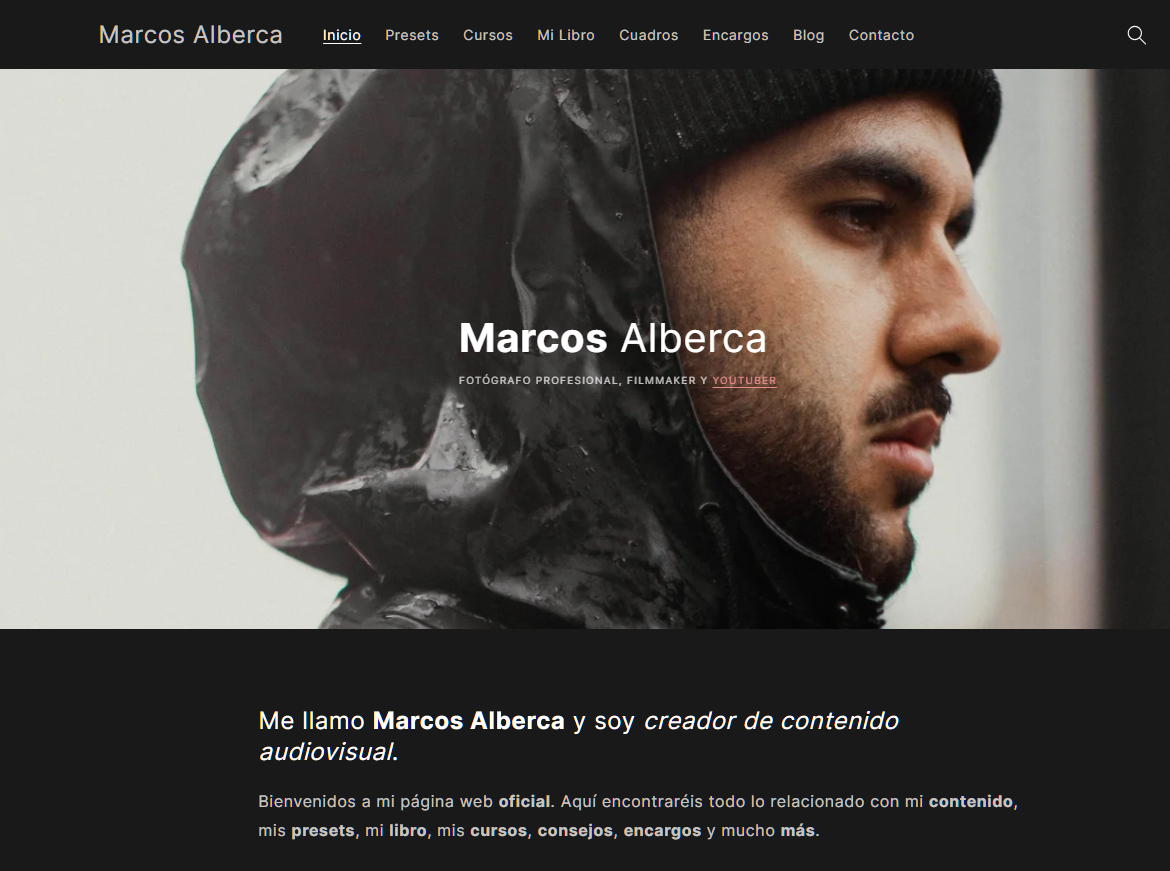 Marcos Alberca Inicio Presets Cursos Mi Libro Cuadros Encargos Blog Contacto
Marcos Alberca
FOTÓGRAFO PROFESIONAL, FILMMAKER Y YOUTUBER
Me llamo Marcos Alberca y soy creador de contenido
audiovisual.
Bienvenidos a mi página web oficial. Aquí encontraréis todo lo relacionado con mi contenido,
mis presets, mi libro, mis cursos, consejos, encargos y mucho más.